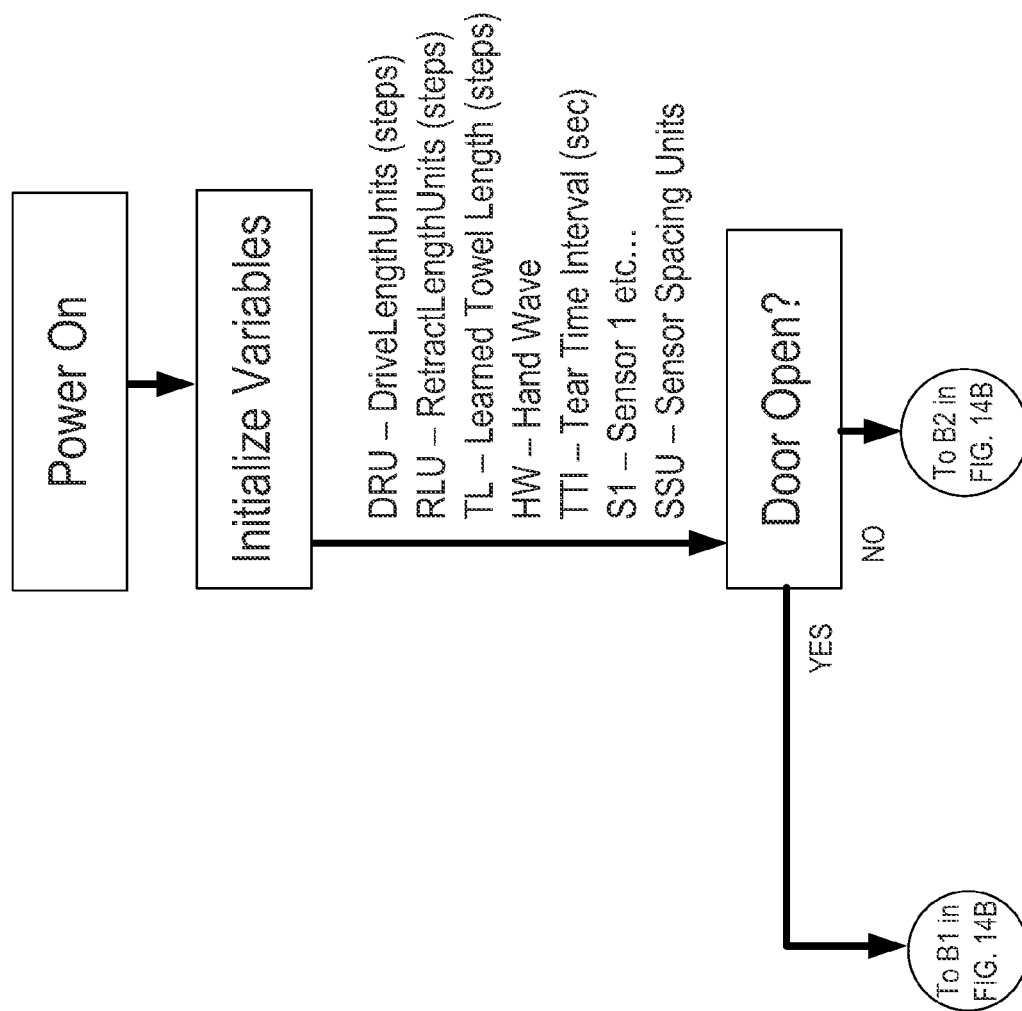 Power On
Initialize Variables
DRU – DriveLengthUnits (steps)
RLU – RetractLengthUnits (steps)
TL – Learned Towel Length (steps)
HW – Hand Wave
TTI – Tear Time Interval (sec)
S1 – Sensor 1 etc...
SSU – Sensor Spacing Units
Door Open?
YES
NO
To B1 in
FIG. 14B
To B2 in
FIG. 14B